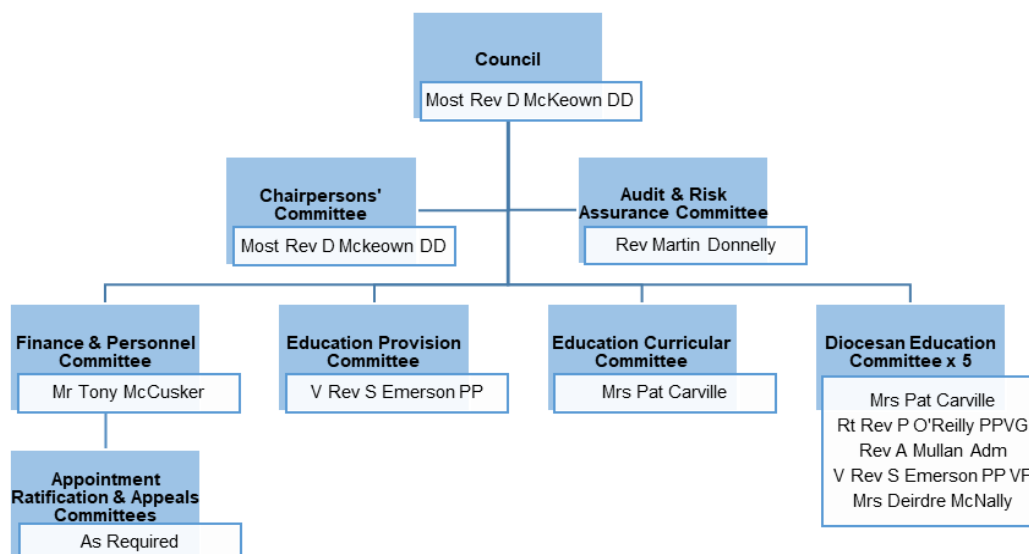 Council
Most Rev D McKeown DD
Chairpersons'
Committee
Most Rev D Mckeown DD
Audit & Risk
Assurance Committee
Rev Martin Donnelly
Finance & Personnel
Committee
Mr Tony McCusker
Education Provision
Committee
V Rev S Emerson PP
Education Curricular
Committee
Mrs Pat Carville
Diocesan Education
Committee x 5
Mrs Pat Carville
Rt Rev P O'Reilly PPVG
Rev A Mullan Adm
V Rev S Emerson PP VF
Mrs Deirdre McNally
Appointment
Ratification & Appeals
Committees
As Required